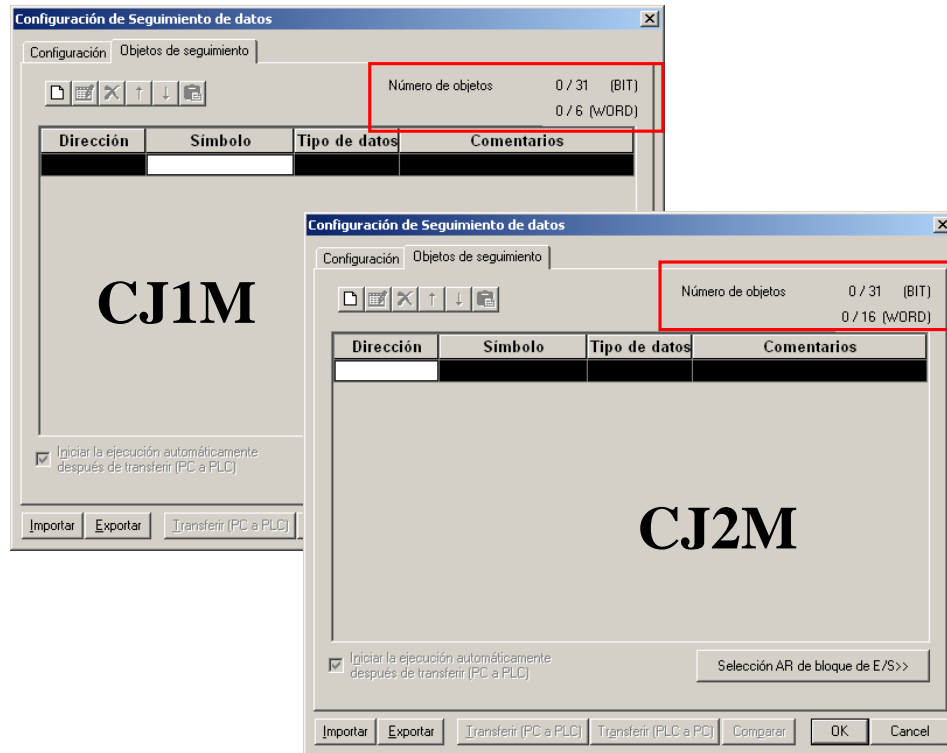 Configuración de Seguimiento de datos
Configuración Objetos de seguimiento
Número de objetos 0 / 31 (BIT)
0 / 6 (WORD)
Dirección Símbolo Tipo de datos Comentarios
CJ1M
Iniciar la ejecución automáticamente
después de transferir (PC a PLC)
Importar Exportar Transferir (PC a PLC)
Configuración de Seguimiento de datos
Configuración Objetos de seguimiento
Número de objetos 0 / 31 (BIT)
0 / 16 (WORD)
Dirección Símbolo Tipo de datos Comentarios
CJ2M
Iniciar la ejecución automáticamente
después de transferir (PC a PLC)
Selección AR de bloque de E/S>>
Importar Exportar Transferir (PC a PLC) Transferir (PLC a PC) Comparar OK Cancel